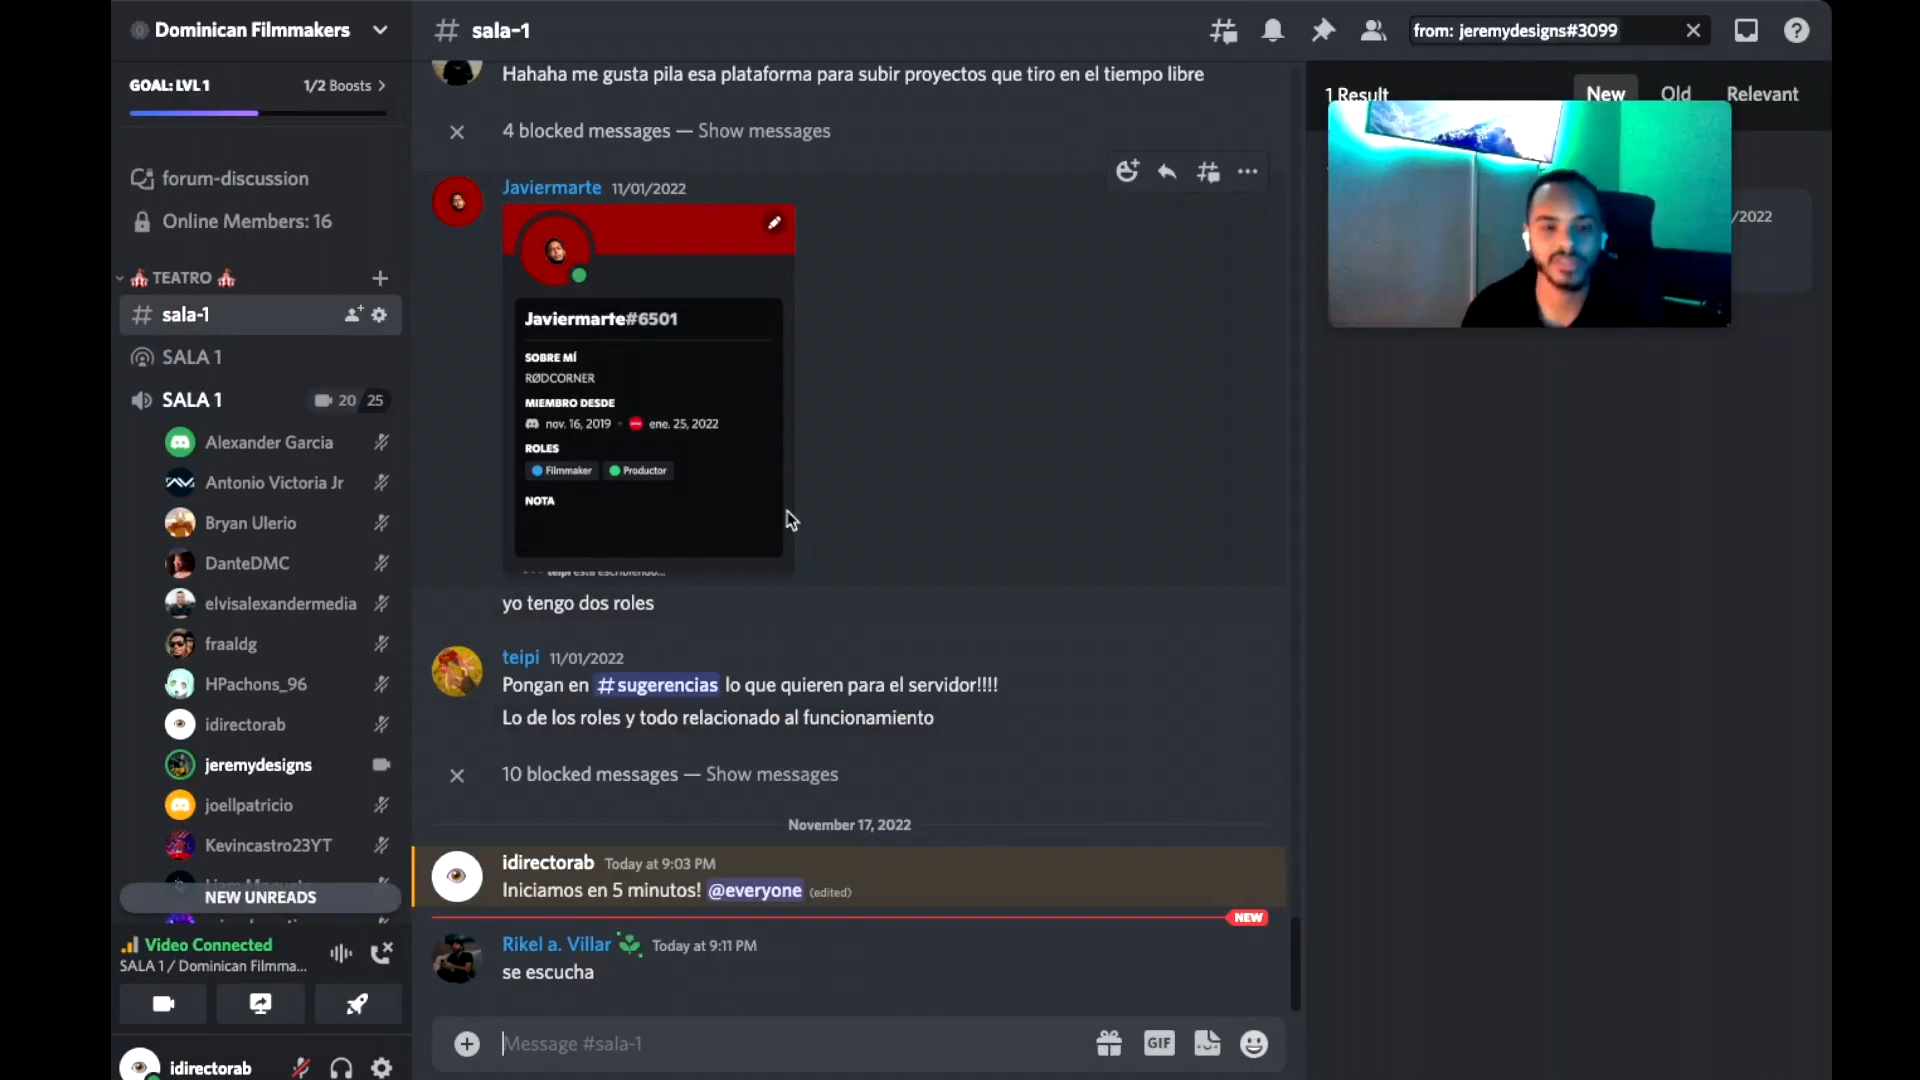 Dominican Filmmakers
GOAL: LVL 1
1/2 Boosts
forum-discussion
Online Members: 16
TEATRO
sala-1
SALA 1
SALA 1
20 25
Alexander Garcia
Antonio Victoria Jr
Bryan Ulerio
DanteDMC
elvisalexandermedia
fraaldg
HPachons_96
idirectorab
jeremydesigns
joellpatricio
Kevincastro23YT
NEW UNREADS
Video Connected
SALA 1 / Dominican Filmma...
idirectorab
sala-1
Hahaha me gusta pila esa plataforma para subir proyectos que tiro en el tiempo libre
4 blocked messages — Show messages
Javiermarte 11/01/2022
Javiermarte#6501
SOBRE MÍ
RØDCORNER
MIEMBRO DESDE
nov. 16, 2019 ene. 25, 2022
ROLES
Filmmaker Productor
NOTA
teipi está escribiendo...
yo tengo dos roles
teipi 11/01/2022
Pongan en #sugerencias lo que quieren para el servidor!!!!
Lo de los roles y todo relacionado al funcionamiento
10 blocked messages — Show messages
November 17, 2022
idirectorab Today at 9:03 PM
Iniciamos en 5 minutos! @everyone (edited)
NEW
Rikel a. Villar Today at 9:11 PM
se escucha
Message #sala-1
GIF
from: jeremydesigns#3099
1 Result
New Old Relevant
/2022